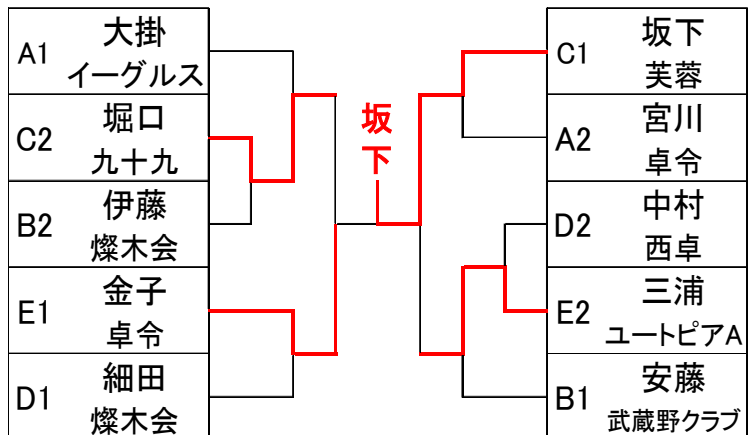 A1
大掛
イーグルス
C2
堀口
九十九
B2
伊藤
燦木会
E1
金子
卓令
D1
細田
燦木会
坂下
C1
坂下
芙蓉
A2
宮川
卓令
D2
中村
西卓
E2
三浦
ユートピアA
B1
安藤
武蔵野クラブ